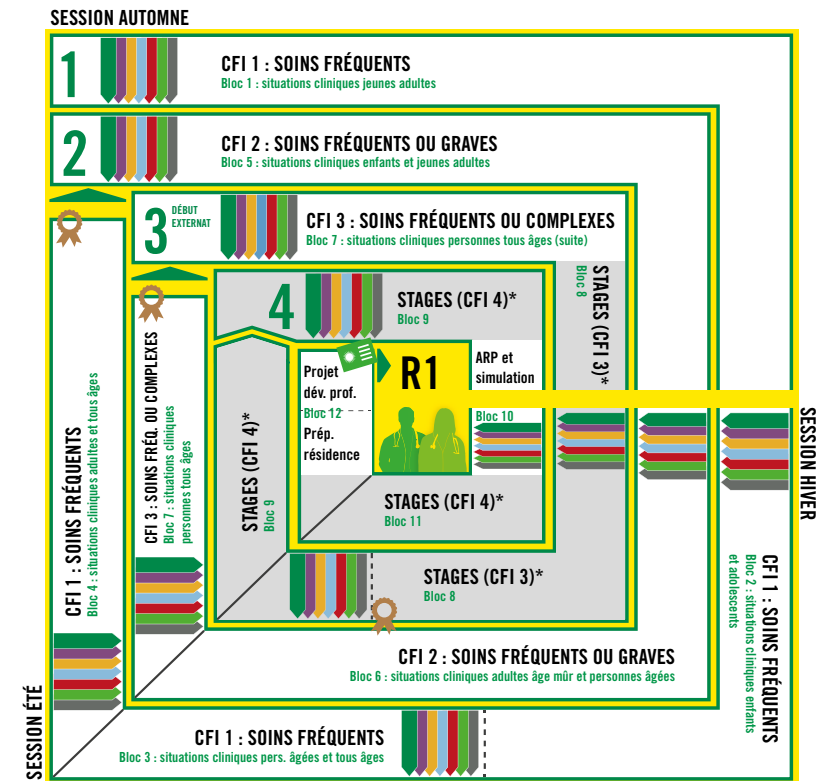 SESSION AUTOMNE
1
CFI 1 : SOINS FRÉQUENTS
Bloc 1 : situations cliniques jeunes adultes
2
CFI 2 : SOINS FRÉQUENTS OU GRAVES
Bloc 5 : situations cliniques enfants et jeunes adultes
3
DÉBUT
EXTERNAT
CFI 3 : SOINS FRÉQUENTS OU COMPLEXES
Bloc 7 : situations cliniques personnes tous âges (suite)
4
STAGES (CFI 4)*
Bloc 9
STAGES (CFI 3)*
Bloc 8
Projet
dév. prof.
Bloc 12
Prép.
résidence
R1
ARP et
simulation
Bloc 10
SESSION HIVER
CFI 1 : SOINS FRÉQUENTS
Bloc 2 : situations cliniques enfants
et adolescents
STAGES (CFI 4)*
Bloc 11
STAGES (CFI 3)*
Bloc 8
CFI 2 : SOINS FRÉQUENTS OU GRAVES
Bloc 6 : situations cliniques adultes âge mûr et personnes âgées
CFI 1 : SOINS FRÉQUENTS
Bloc 3 : situations cliniques pers. âgées et tous âges
SESSION ÉTÉ
CFI 1 : SOINS FRÉQUENTS
Bloc 4 : situations cliniques adultes et tous âges
CFI 3 : SOINS FRÉQ. OU COMPLEXES
Bloc 7 : situations cliniques
personnes tous âges
STAGES (CFI 4)*
Bloc 9